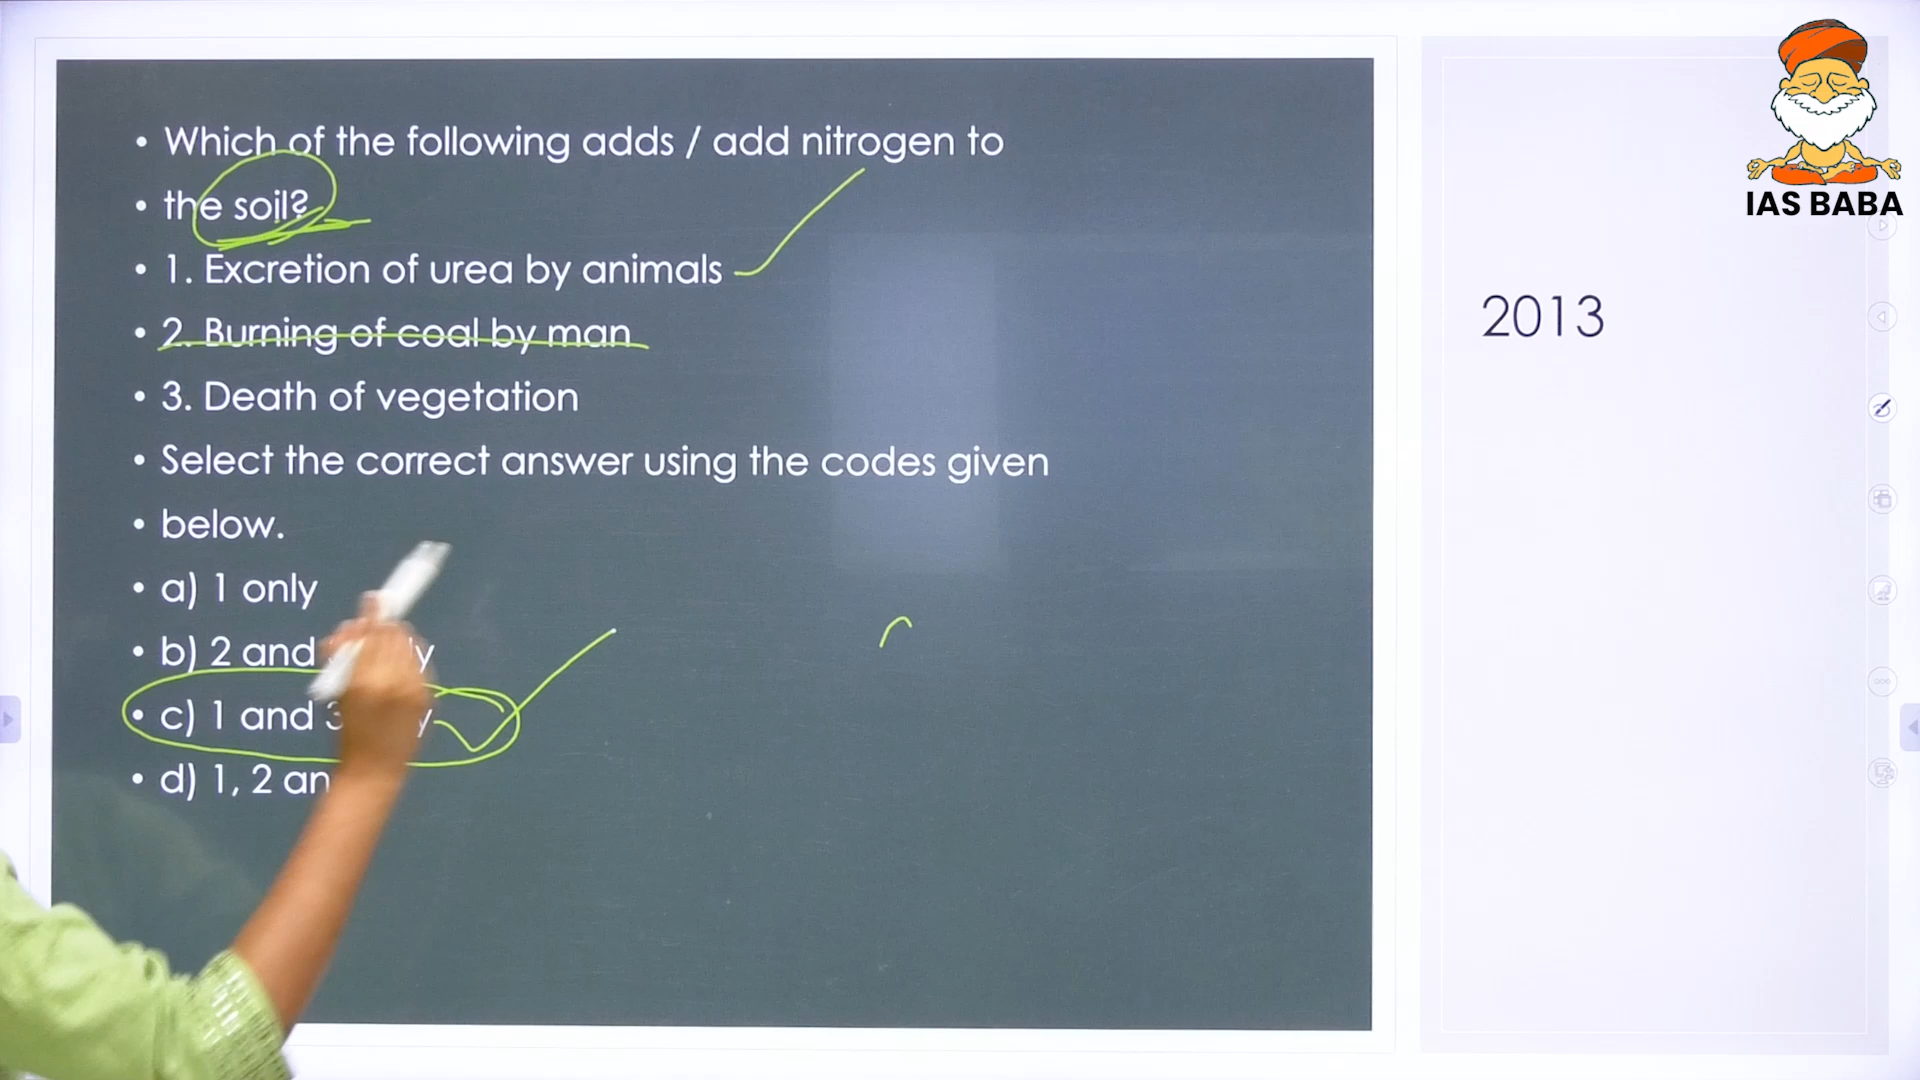 IAS BABA
• Which of the following adds / add nitrogen to
• the soil?
• 1. Excretion of urea by animals
• 2. Burning of coal by man
• 3. Death of vegetation
• Select the correct answer using the codes given
• below.
• a) 1 only
• b) 2 and
• c) 1 and 3
• d) 1, 2
2013